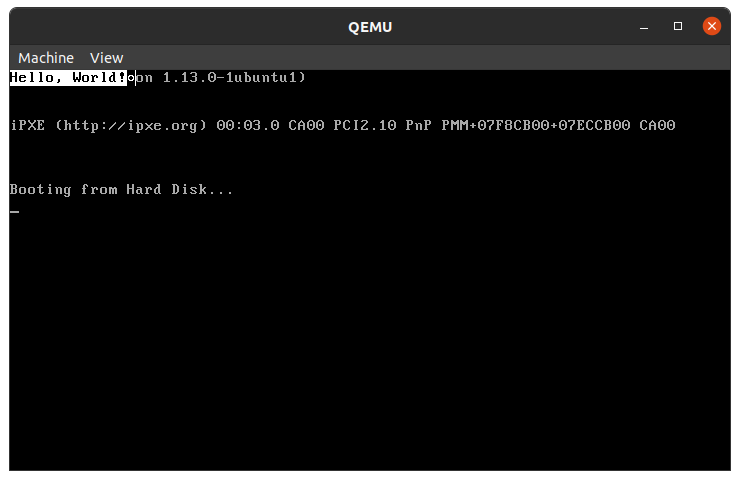 QEMU
Machine View
Hello, World!◘on 1.13.0-1ubuntu1)
iPXE (http://ipxe.org) 00:03.0 CA00 PCI2.10 PnP PMM+07F8CB00+07ECCB00 CA00
Booting from Hard Disk...